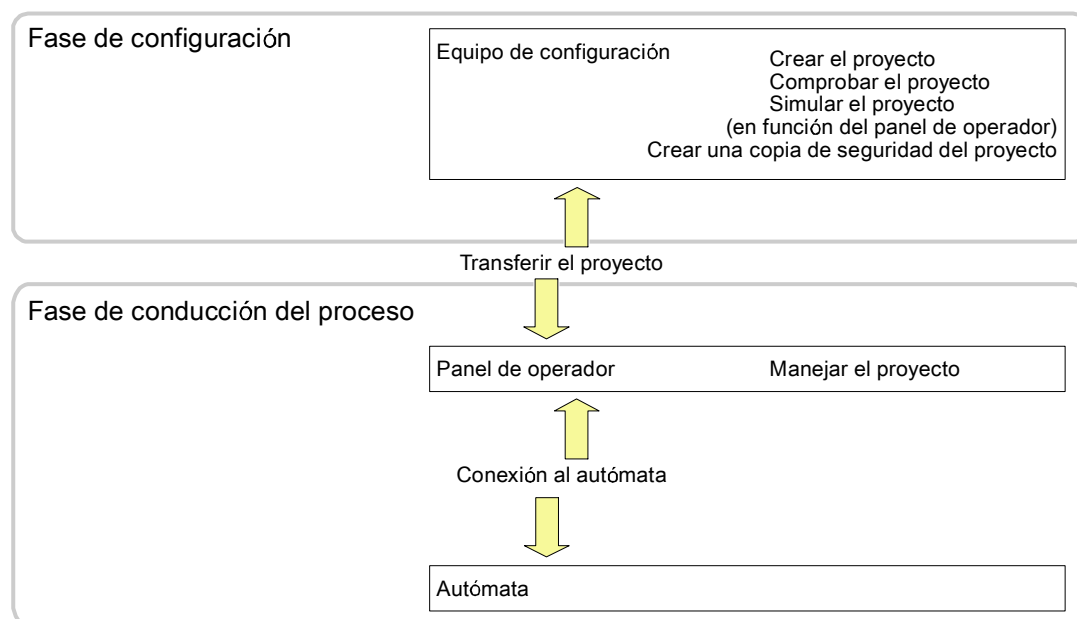 Fase de configuración
Equipo de configuración
Crear el proyecto
Comprobar el proyecto
Simular el proyecto
(en función del panel de operador)
Crear una copia de seguridad del proyecto
Transferir el proyecto
Fase de conducción del proceso
Panel de operador
Manejar el proyecto
Conexión al autómata
Autómata